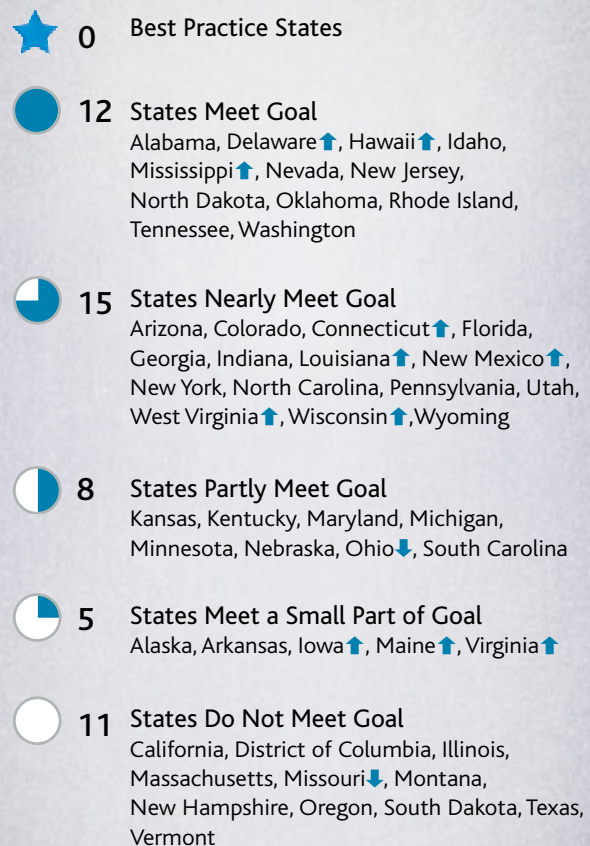 0 Best Practice States
12 States Meet Goal
Alabama, Delaware⬆, Hawaii⬆, Idaho,
Mississippi⬆, Nevada, New Jersey,
North Dakota, Oklahoma, Rhode Island,
Tennessee, Washington
15 States Nearly Meet Goal
Arizona, Colorado, Connecticut⬆, Florida,
Georgia, Indiana, Louisiana⬆, New Mexico⬆,
New York, North Carolina, Pennsylvania, Utah,
West Virginia⬆, Wisconsin⬆,Wyoming
8 States Partly Meet Goal
Kansas, Kentucky, Maryland, Michigan,
Minnesota, Nebraska, Ohio⬇, South Carolina
5 States Meet a Small Part of Goal
Alaska, Arkansas, Iowa⬆, Maine⬆, Virginia⬆
11 States Do Not Meet Goal
California, District of Columbia, Illinois,
Massachusetts, Missouri⬇, Montana,
New Hampshire, Oregon, South Dakota, Texas,
Vermont